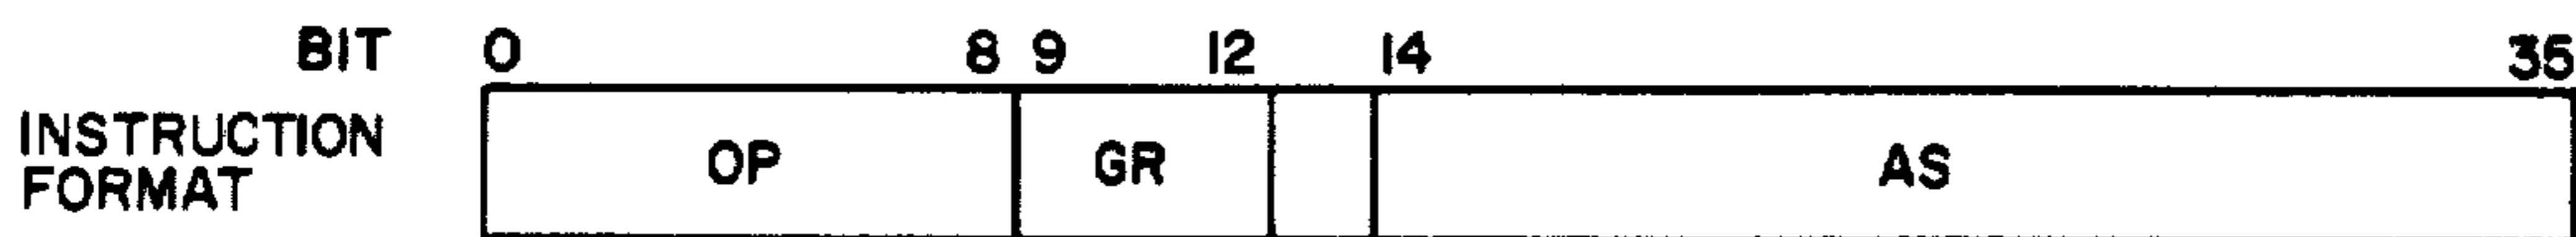 BIT 0 8 9 12 14 35
INSTRUCTION
FORMAT
OP GR AS